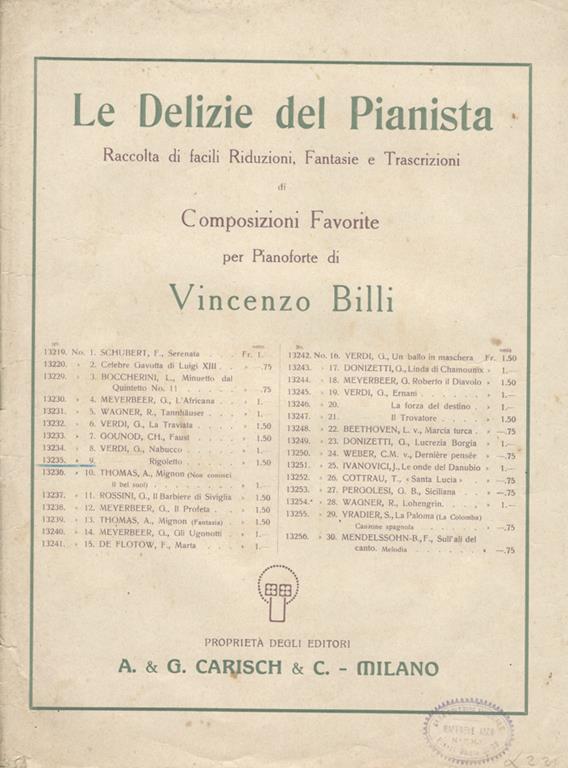 Le Delizie del Pianista
Raccolta di facili Riduzioni, Fantasie e Trascrizioni
di
Composizioni Favorite
per Pianoforte di
Vincenzo Billi
netto
13219. No. 1. SCHUBERT, F., Serenata . . . Fr. 1.—
13220. » 2. Celebre Gavotta di Luigi XIII . . » .75
13229. » 3. BOCCHERINI, L., Minuetto dal
Quintetto No. 11 . . . . » .75
13230. » 4. MEYERBEER, G., L'Africana . » 1.—
13231. » 5. WAGNER, R., Tannhäuser . . » 1.—
13232. » 6. VERDI, G., La Traviata . . . » 1.50
13233. » 7. GOUNOD, CH., Faust . . . » 1.50
13234. » 8. VERDI, G., Nabucco . . . » 1.—
13235. » 9. Rigoletto . . . » 1.50
13236. » 10. THOMAS, A., Mignon (Non conosci
il bel suol) . . . . . » 1.—
13237. » 11. ROSSINI, G., Il Barbiere di Siviglia » 1.50
13238. » 12. MEYERBEER, G., Il Profeta . . » 1.50
13239. » 13. THOMAS, A., Mignon (Fantasia) . » 1.50
13240. » 14. MEYERBEER, G., Gli Ugonotti . » 1.—
13241. » 15. DE FLOTOW, F., Marta . . . » 1.—
No. netto
13242. No. 16. VERDI, G., Un ballo in maschera Fr. 1.50
13243. » 17. DONIZETTI, G., Linda di Chamounix » 1.—
13244. » 18. MEYERBEER, G. Roberto il Diavolo » 1.50
13245. » 19. VERDI, G., Ernani . . . . » 1.—
13246. » 20. La forza del destino . » 1.—
13247. » 21. Il Trovatore . . . » 1.50
13248. » 22. BEETHOVEN, L. v., Marcia turca . » —.75
13249. » 23. DONIZETTI, G., Lucrezia Borgia . » 1.—
13250. » 24. WEBER, C.M. v., Dernière pensée » —.75
13251. » 25. IVANOVICI, J., Le onde del Danubio » 1.—
13252. » 26. COTTRAU, T., «Santa Lucia» . . » —.75
13253. » 27. PERGOLESI, G. B., Siciliana . . » —.75
13254. » 28. WAGNER, R., Lohengrin. . . . » 1.—
13255. » 29. VRADIER, S., La Paloma (La Colomba)
Canzone spagnola . . . . » —.75
13256. » 30. MENDELSSOHN-B., F., Sull'ali del
canto. Melodia . . . . . » —.75
PROPRIETÀ DEGLI EDITORI
A. & G. CARISCH & C. - MILANO